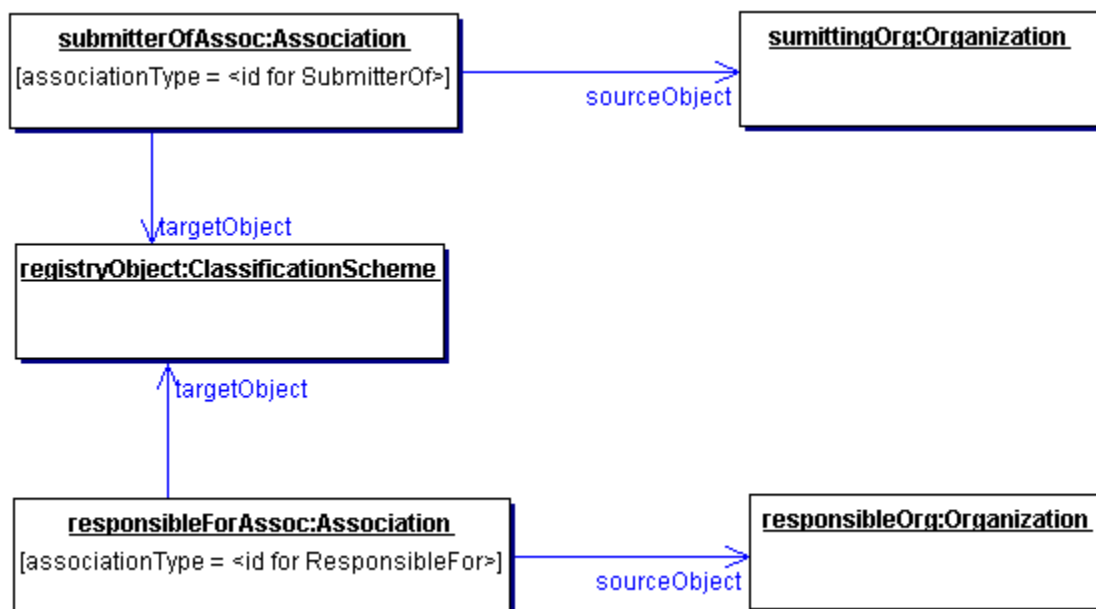 submitterOfAssoc:Association
[associationType = <id for SubmitterOf>]
sumittingOrg:Organization
sourceObject
targetObject
registryObject:ClassificationScheme
targetObject
responsibleForAssoc:Association
[associationType = <id for ResponsibleFor>]
responsibleOrg:Organization
sourceObject